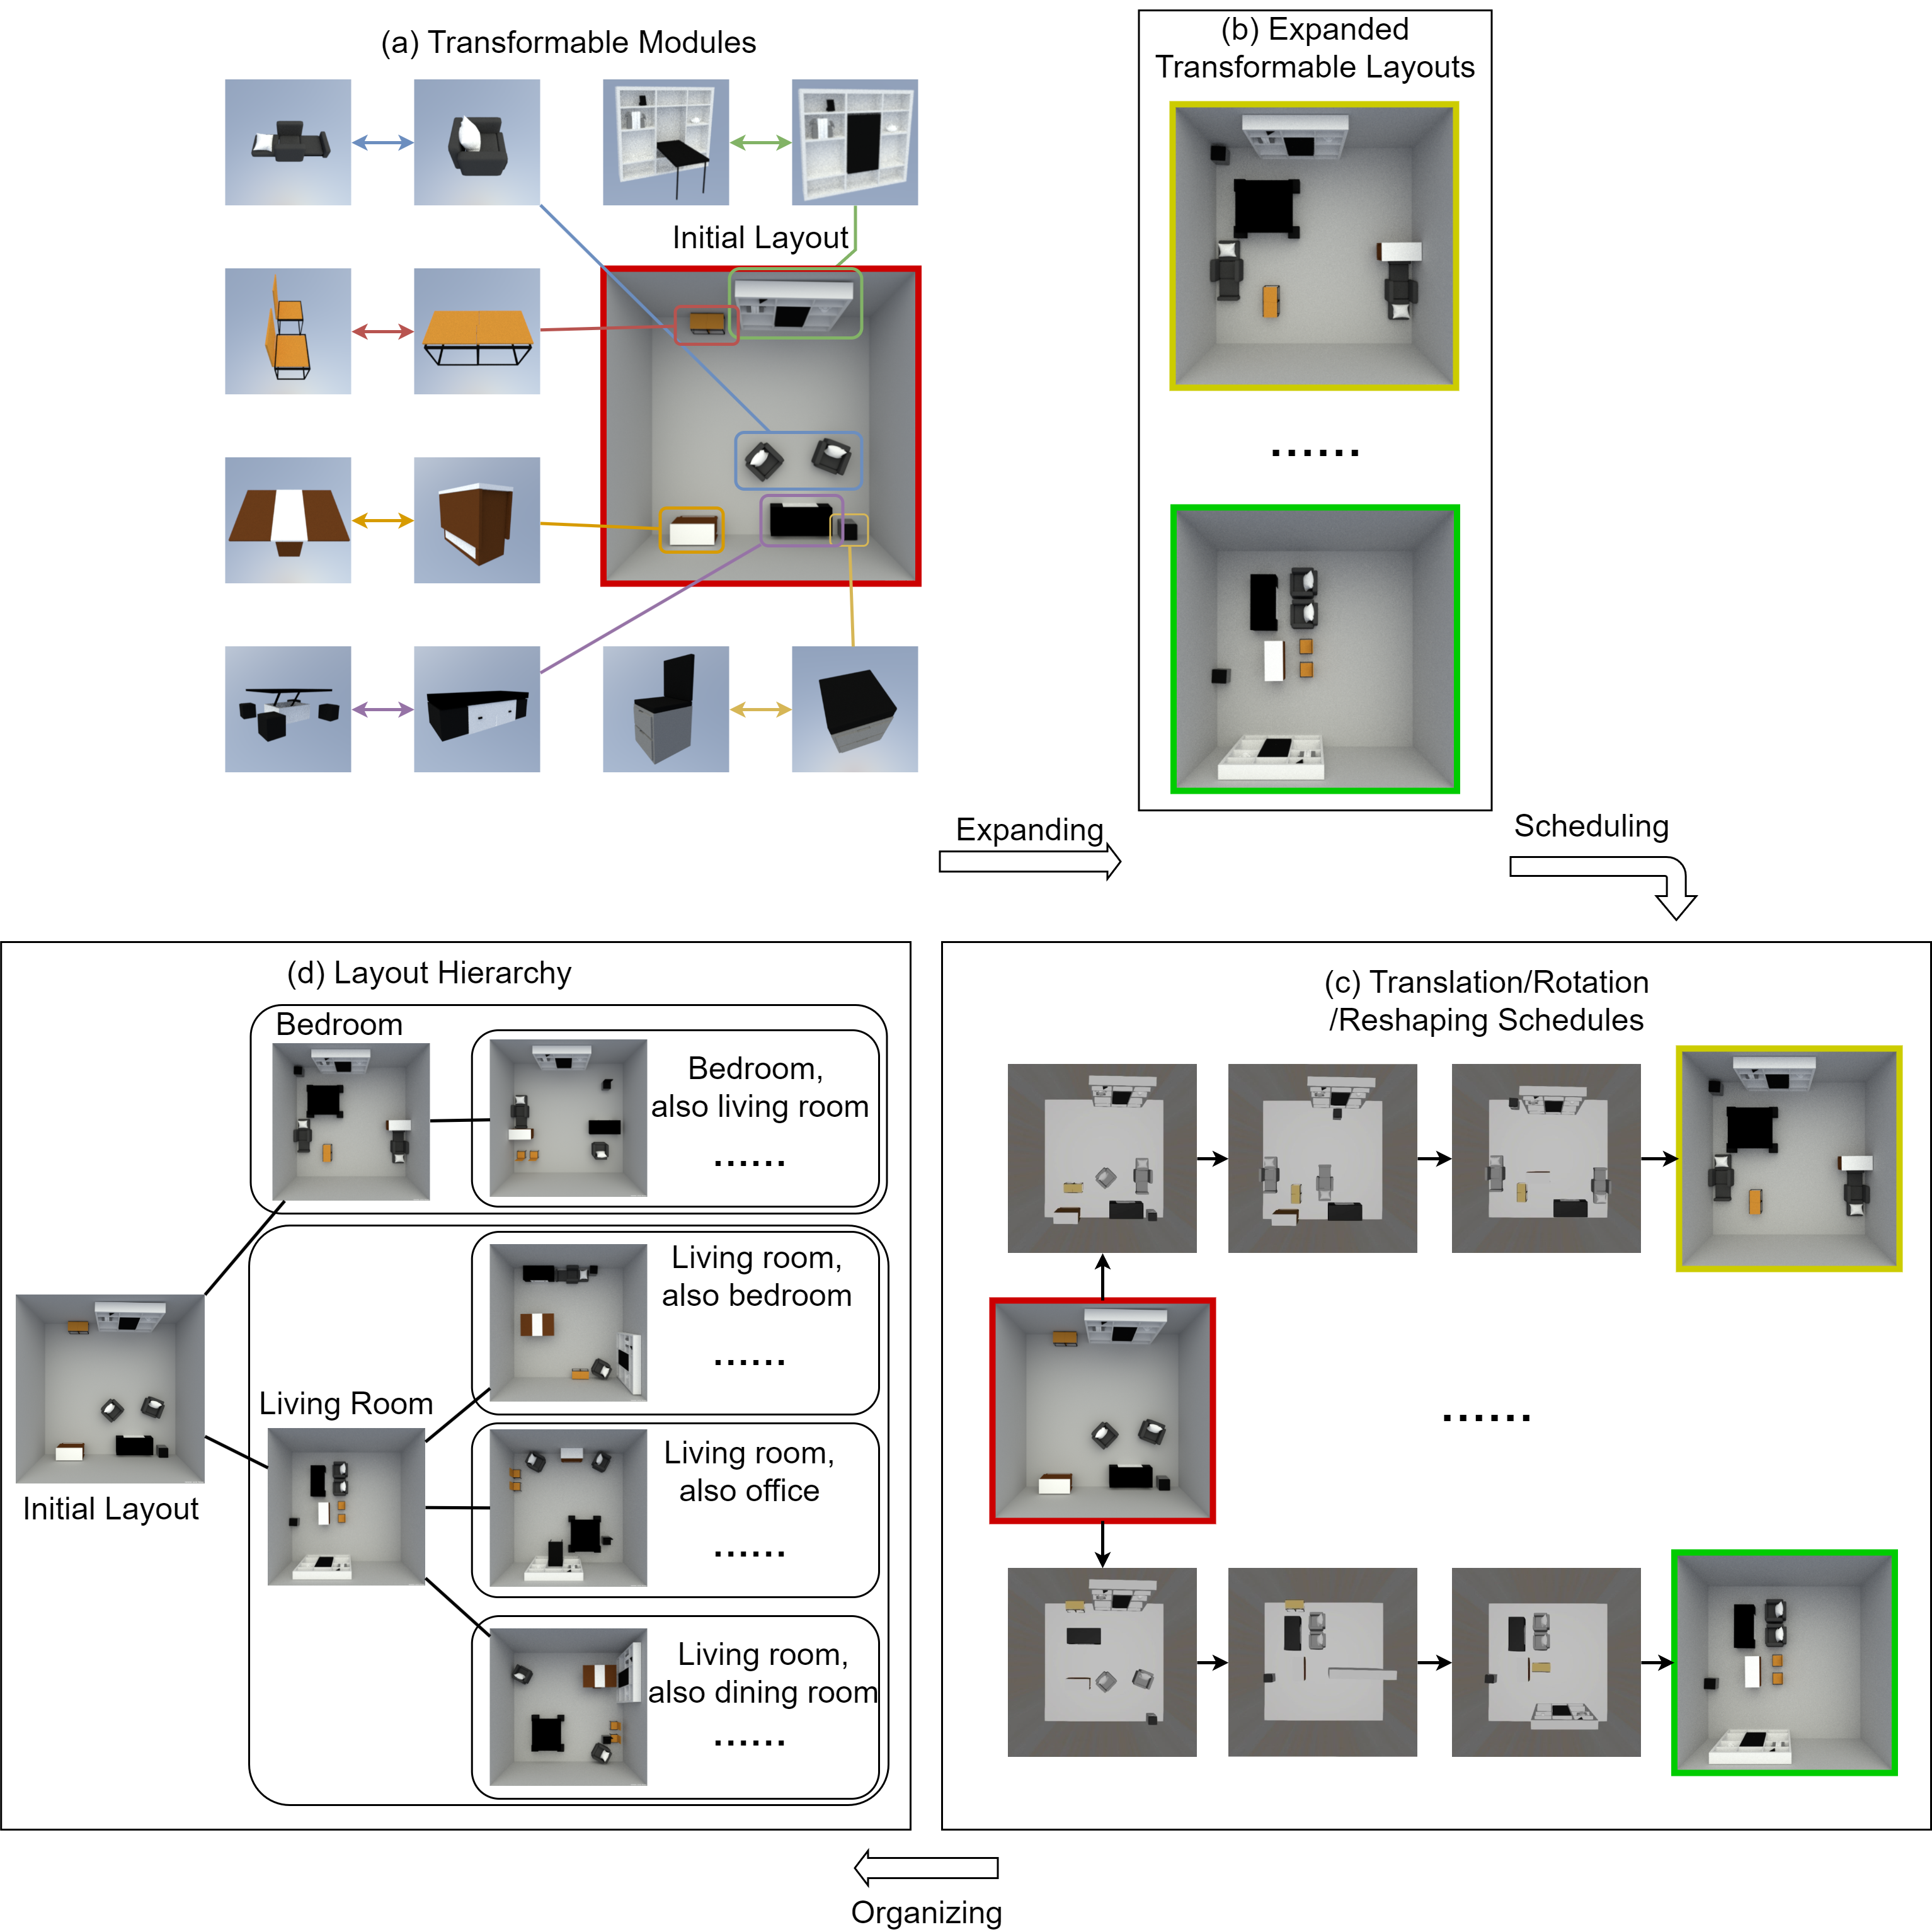 (a) Transformable Modules
Initial Layout
(b) Expanded
Transformable Layouts
......
Expanding
Scheduling
(c) Translation/Rotation
/Reshaping Schedules
......
(d) Layout Hierarchy
Bedroom
Bedroom,
also living room
......
Living room,
also bedroom
......
Living Room
Living room,
also office
......
Initial Layout
Living room,
also dining room
......
Organizing